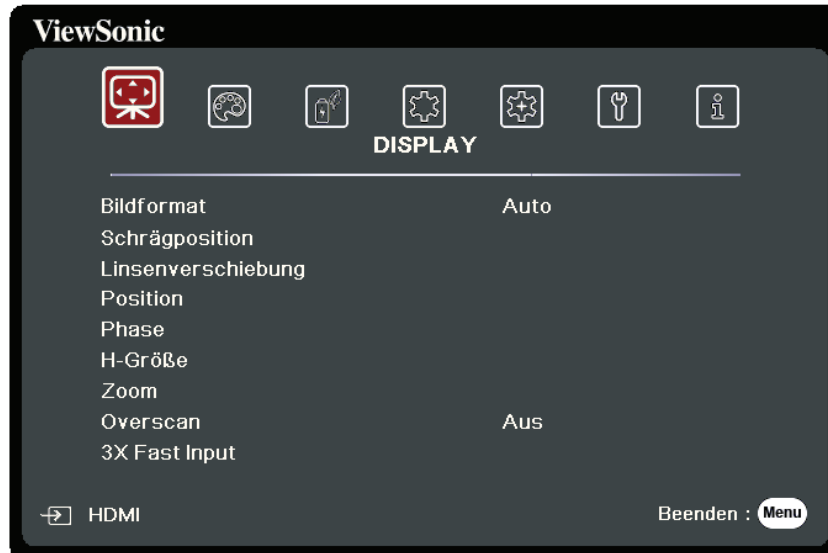 ViewSonic
DISPLAY
Bildformat Auto
Schrägposition
Linsenverschiebung
Position
Phase
H-Größe
Zoom
Overscan Aus
3X Fast Input
HDMI Beenden : Menu